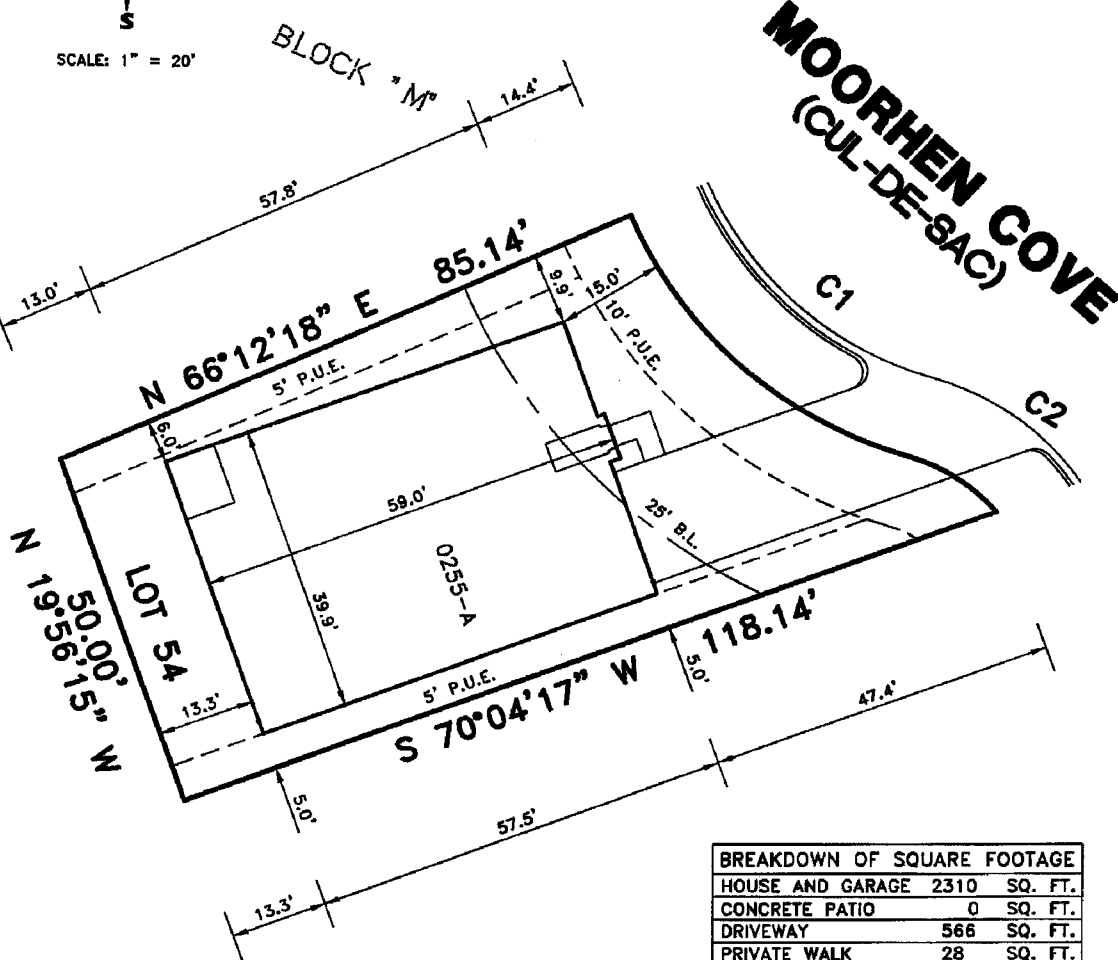 S
SCALE: 1" = 20'
BLOCK "M"
14.4'
57.8'
13.0'
MOORHEN COVE
(CUL-DE-SAC)
N 66°12'18" E 85.14'
9.9'
15.0'
C1
C2
5' P.U.E.
10' P.U.E.
6.0'
59.0'
25' B.L.
0255-A
39.9'
LOT 54
50.00'
N 19°56'15" W
13.3'
5' P.U.E.
S 70°04'17" W 118.14'
5.0'
5.0'
47.4'
57.5'
13.3'
BREAKDOWN OF SQUARE FOOTAGE
HOUSE AND GARAGE 2310 SQ. FT.
CONCRETE PATIO 0 SQ. FT.
DRIVEWAY 566 SQ. FT.
PRIVATE WALK 28 SQ. FT.